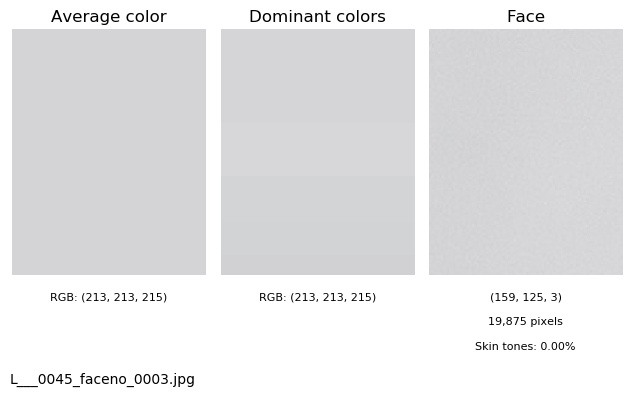 Average color
Dominant colors
Face
RGB: (213, 213, 215)
RGB: (213, 213, 215)
(159, 125, 3)
19,875 pixels
Skin tones: 0.00%
L___0045_faceno_0003.jpg